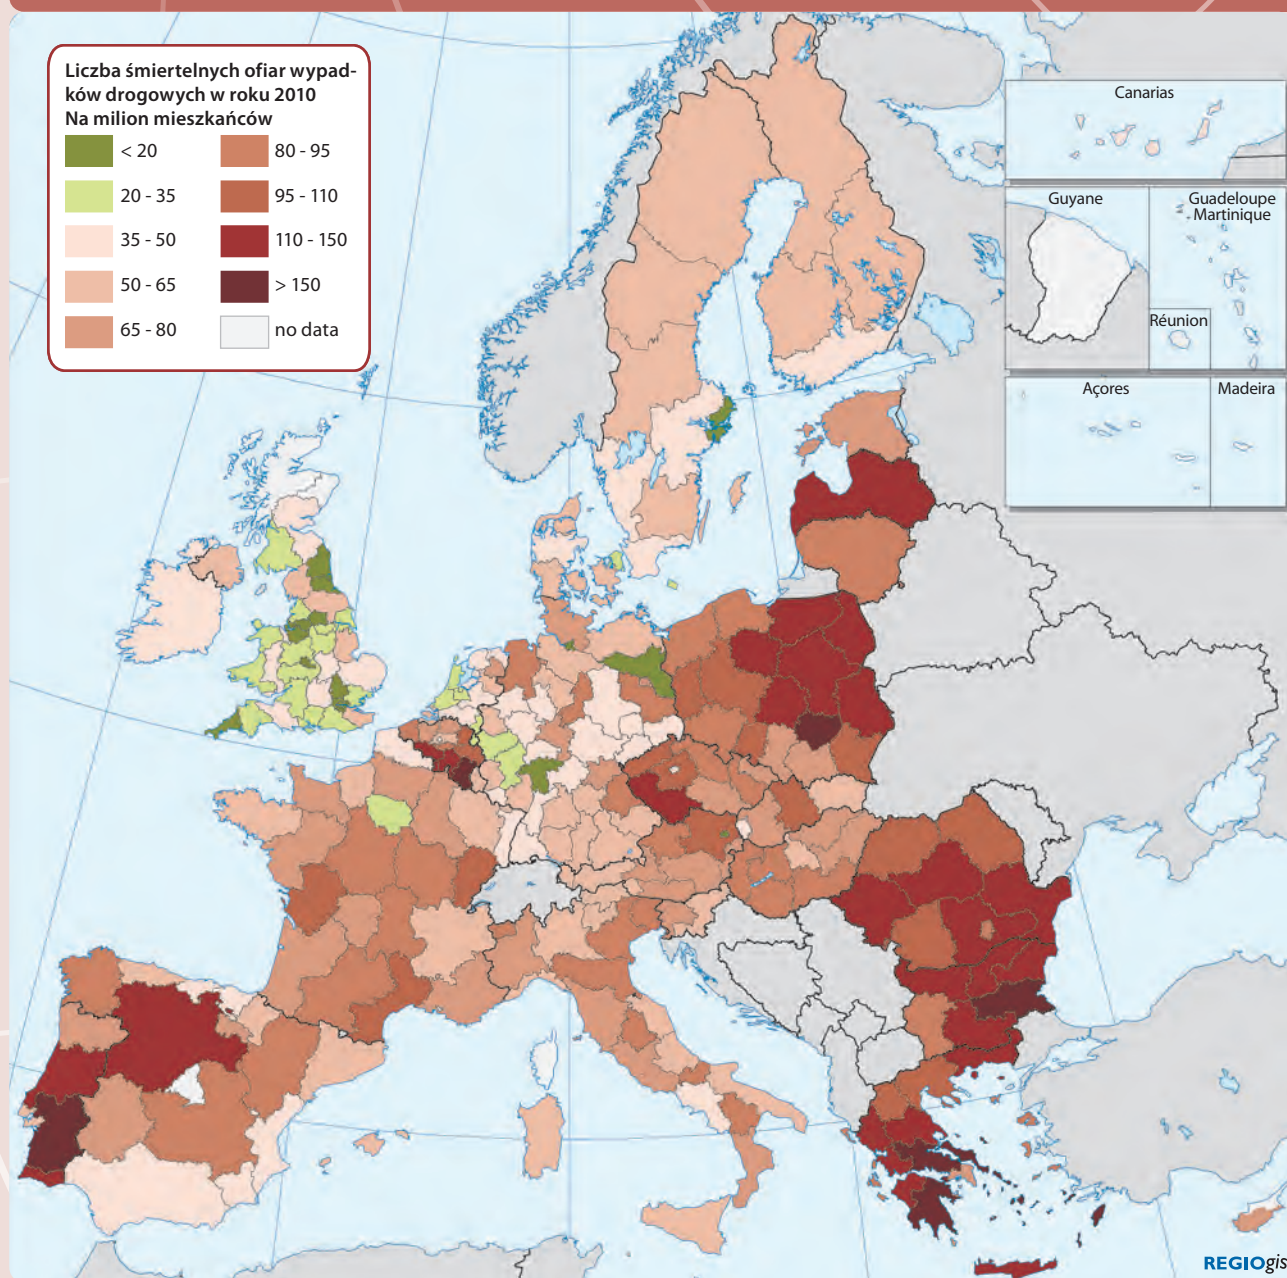 Liczba śmiertelnych ofiar wypad-
ków drogowych w roku 2010
Na milion mieszkańców
< 20
20 - 35
35 - 50
50 - 65
65 - 80
80 - 95
95 - 110
110 - 150
> 150
no data
Canarias
Guyane
Guadeloupe
Martinique
Réunion
Açores
Madeira
REGIOgis